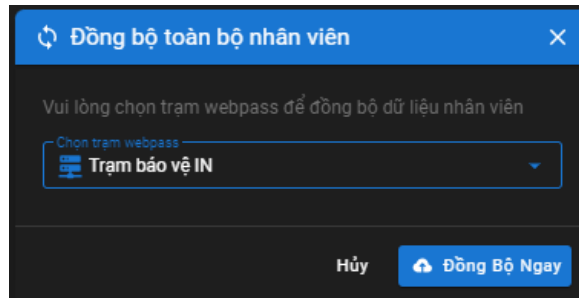 Đồng bộ toàn bộ nhân viên
Vui lòng chọn trạm webpass để đồng bộ dữ liệu nhân viên
Chọn trạm webpass
Trạm báo vệ IN
Hủy
Đồng Bộ Ngay